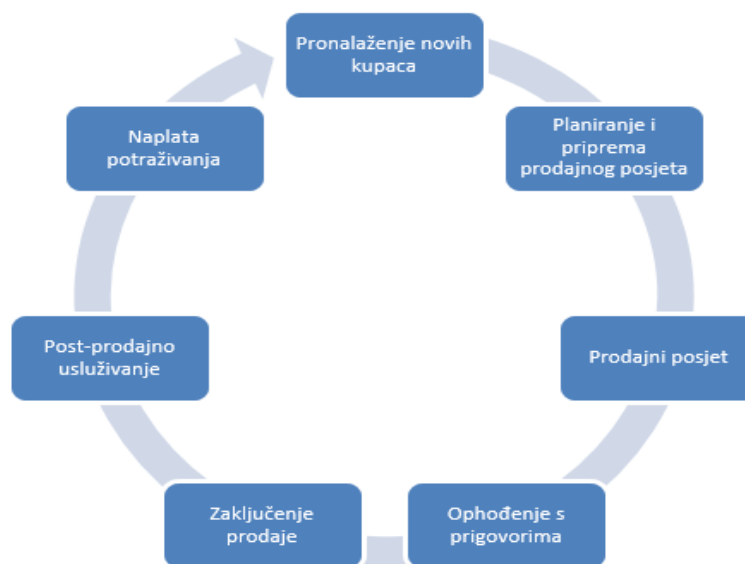 Pronalaženje novih
kupaca
Planiranje i
priprema
prodajnog posjeta
Prodajni posjet
Ophođenje s
prigovorima
Zaključenje
prodaje
Post-prodajno
usluživanje
Naplata
potraživanja